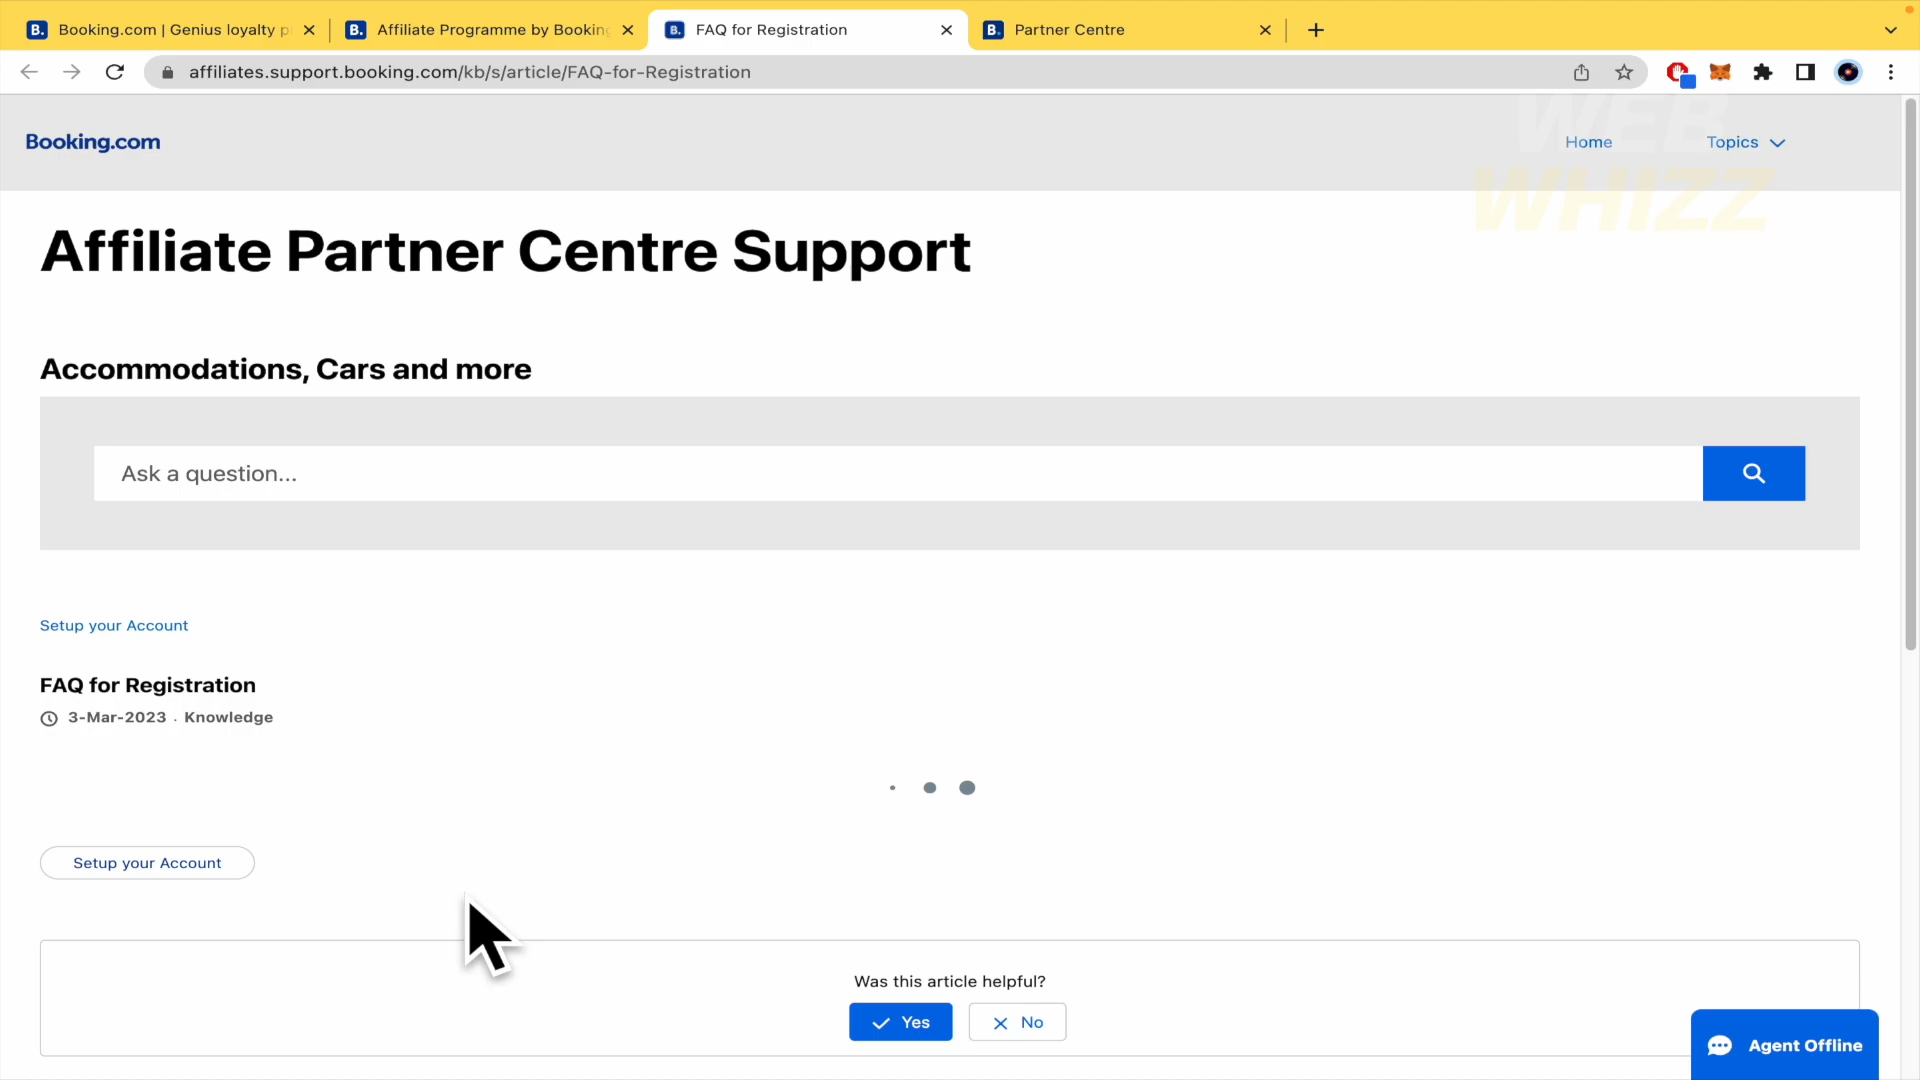 B. Booking.com | Genius loyalty p
B. Affiliate Programme by Booking
B. FAQ for Registration
B. Partner Centre
affiliates.support.booking.com/kb/s/article/FAQ-for-Registration
WEB
WHIZZ
Booking.com
Home
Topics
Affiliate Partner Centre Support
Accommodations, Cars and more
Ask a question...
Setup your Account
FAQ for Registration
3-Mar-2023 . Knowledge
Setup your Account
Was this article helpful?
Yes
No
Agent Offline